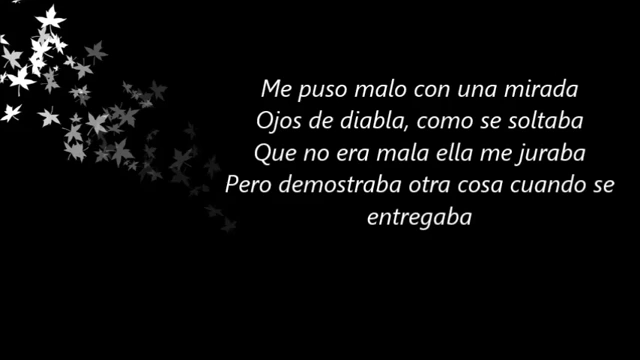 Me puso malo con una mirada
Ojos de diabla, como se soltaba
Que no era mala ella me juraba
Pero demostraba otra cosa cuando se
entregaba